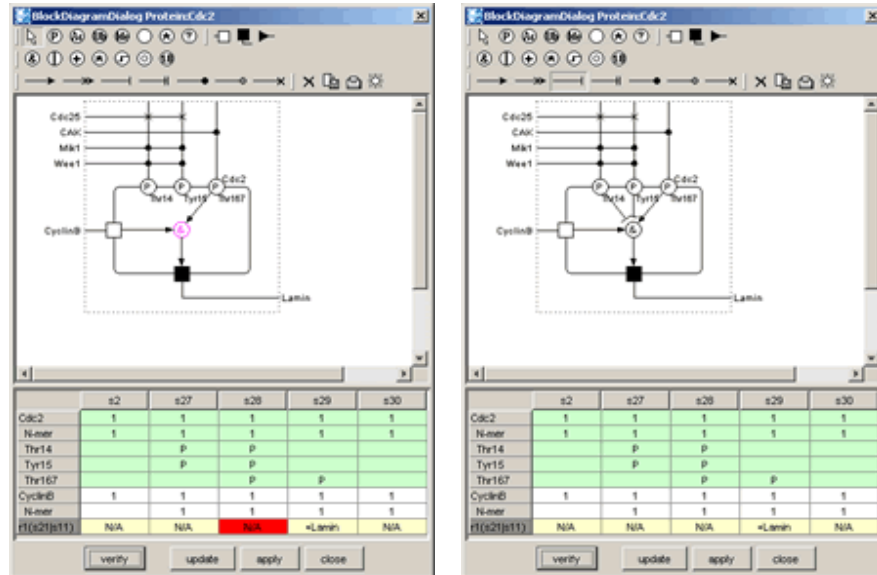 BlockDiagramDialog Protein:Cdc2
Cdc25
CAK
Mik1
Wee1
P P P Cdc2
Thr14 Tyr15 Thr167
CyclinB
&
Lamin
s2 s27 s28 s29 s30
Cdc2 1 1 1 1 1
N-mer 1 1 1 1 1
Thr14 P P
Tyr15 P P
Thr167 P P
CyclinB 1 1 1 1 1
N-mer 1 1 1 1
r1(s21|s11) N/A N/A N/A =Lamin N/A
verify update apply close
BlockDiagramDialog Protein:Cdc2
Cdc25
CAK
Mik1
Wee1
P P P Cdc2
Thr14 Tyr15 Thr167
CyclinB
&
Lamin
s2 s27 s28 s29 s30
Cdc2 1 1 1 1 1
N-mer 1 1 1 1 1
Thr14 P P
Tyr15 P P
Thr167 P P
CyclinB 1 1 1 1 1
N-mer 1 1 1 1
r1(s21|s11) N/A N/A N/A =Lamin N/A
verify update apply close